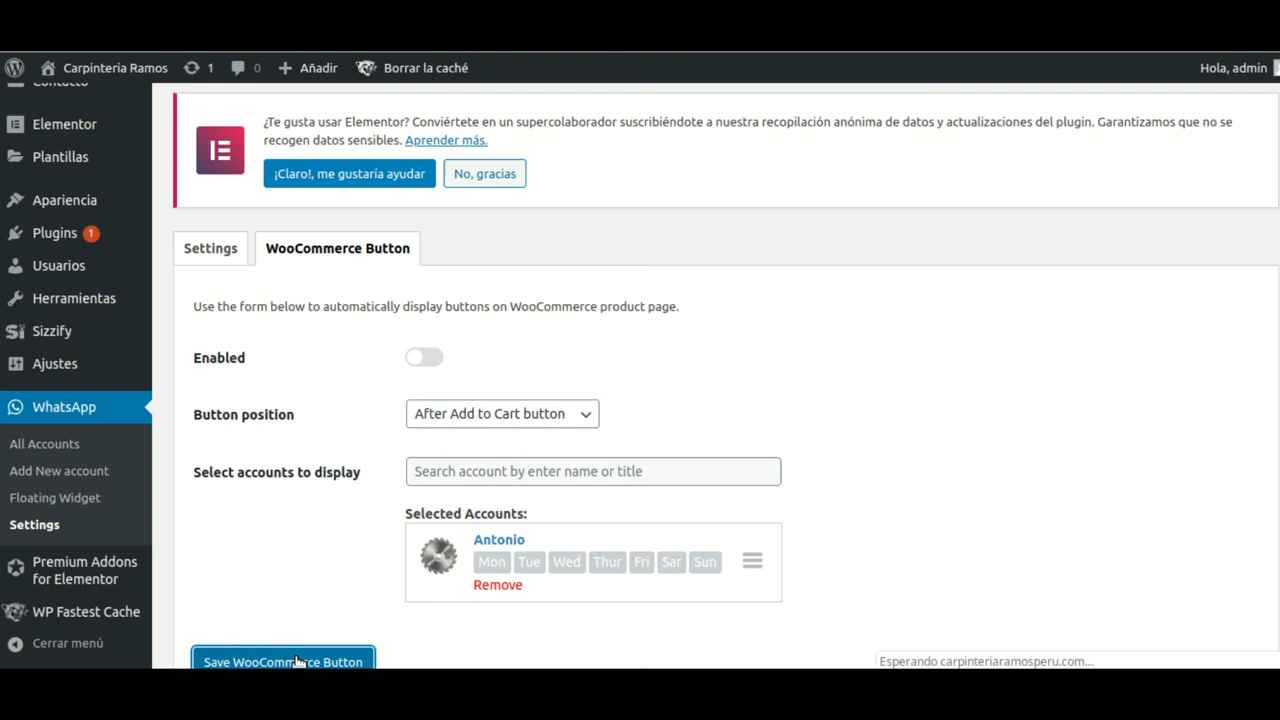 Carpinteria Ramos 1 0 Añadir Borrar la caché Hola, admin
Contacto
Elementor
Plantillas
Apariencia
Plugins 1
Usuarios
Herramientas
Sizzify
Ajustes
WhatsApp
All Accounts
Add New account
Floating Widget
Settings
Premium Addons
for Elementor
WP Fastest Cache
Cerrar menú
¿Te gusta usar Elementor? Conviértete en un supercolaborador suscribiéndote a nuestra recopilación anónima de datos y actualizaciones del plugin. Garantizamos que no se
recogen datos sensibles. Aprender más.
¡Claro!, me gustaría ayudar No, gracias
Settings WooCommerce Button
Use the form below to automatically display buttons on WooCommerce product page.
Enabled
Button position After Add to Cart button
Select accounts to display Search account by enter name or title
Selected Accounts:
Antonio
Mon Tue Wed Thur Fri Sar Sun
Remove
Save WooCommerce Button
Esperando carpinteriaramosperu.com...